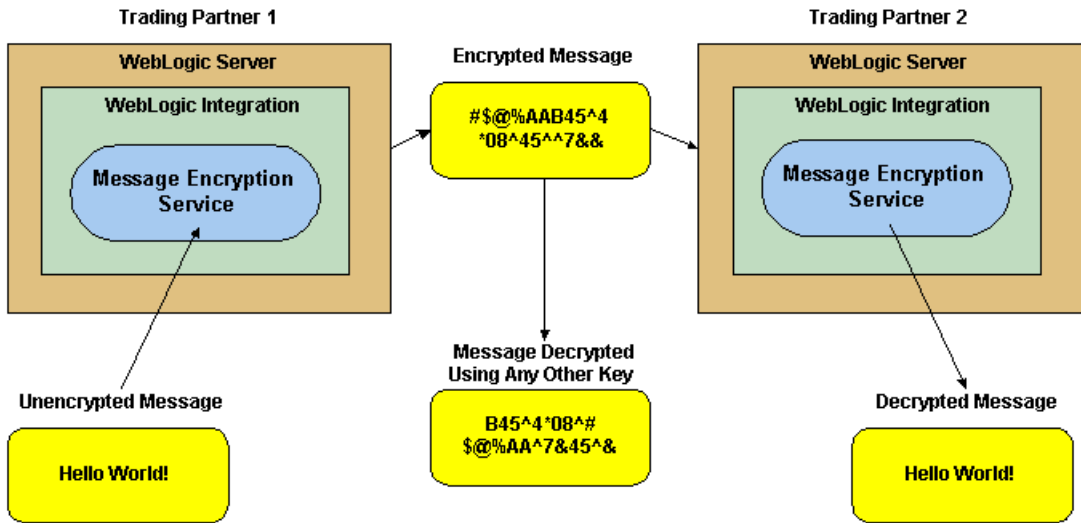 Trading Partner 1
WebLogic Server
WebLogic Integration
Message Encryption
Service
Unencrypted Message
Hello World!
Encrypted Message
#$@%AAB45^4
*08^45^^7&&
Message Decrypted
Using Any Other Key
B45^4*08^#
$@%AA^7&45^&
Trading Partner 2
WebLogic Server
WebLogic Integration
Message Encryption
Service
Decrypted Message
Hello World!